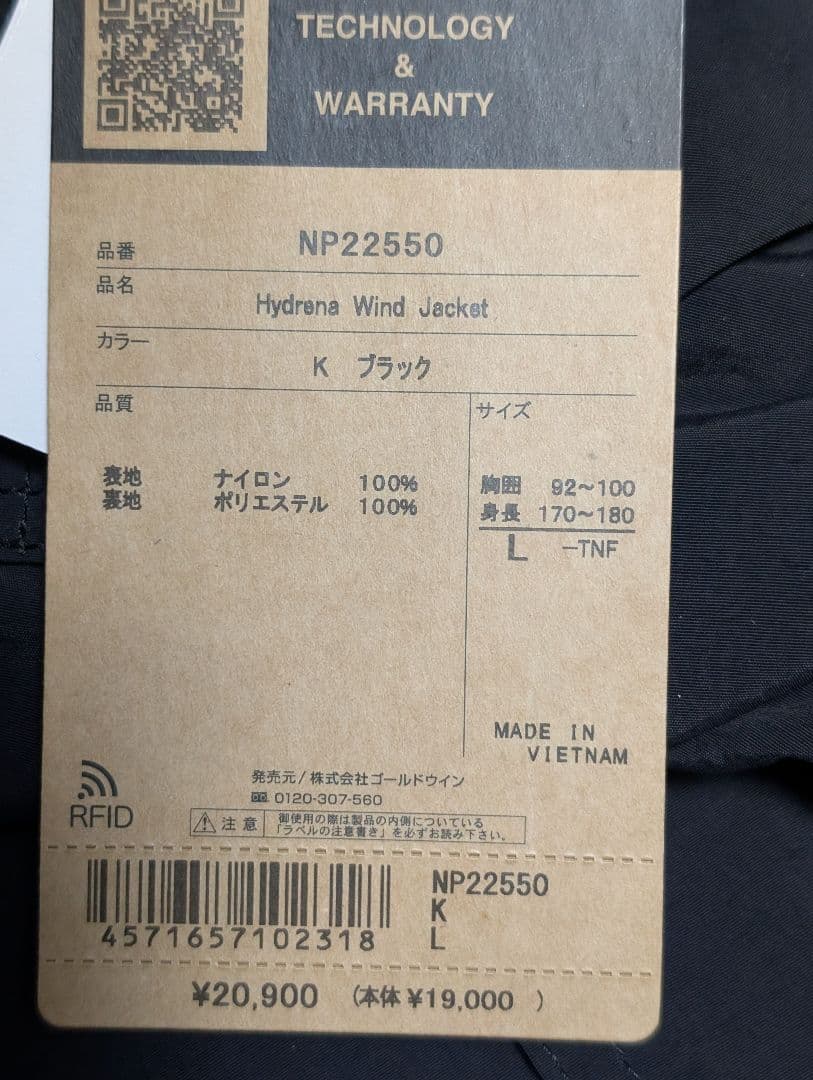 TECHNOLOGY
&
WARRANTY
品番 NP22550
品名
Hydrena Wind Jacket
カラー
K ブラック
品質
表地 ナイロン 100%
裏地 ポリエステル 100%
サイズ
胸囲 92~100
身長 170~180
L -TNF
MADE IN
VIETNAM
RFID
発売元/株式会社ゴールドウイン
0120-307-560
注意
御使用の際は製品の内側についている
「ラベルの注意書き」を必ずお読み下さい。
4571657102318
NP22550
K
L
¥20,900 (本体 ¥19,000 )